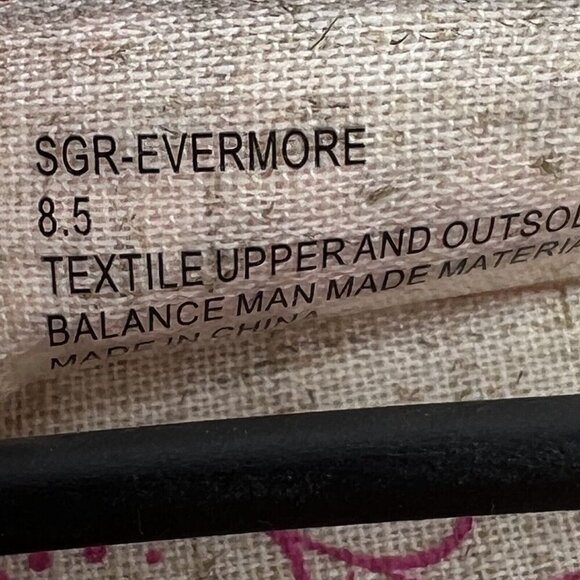 SGR-EVERMORE
8.5
TEXTILE UPPER AND OUTSOL
BALANCE MAN MADE MATERIA
MADE IN CHINA